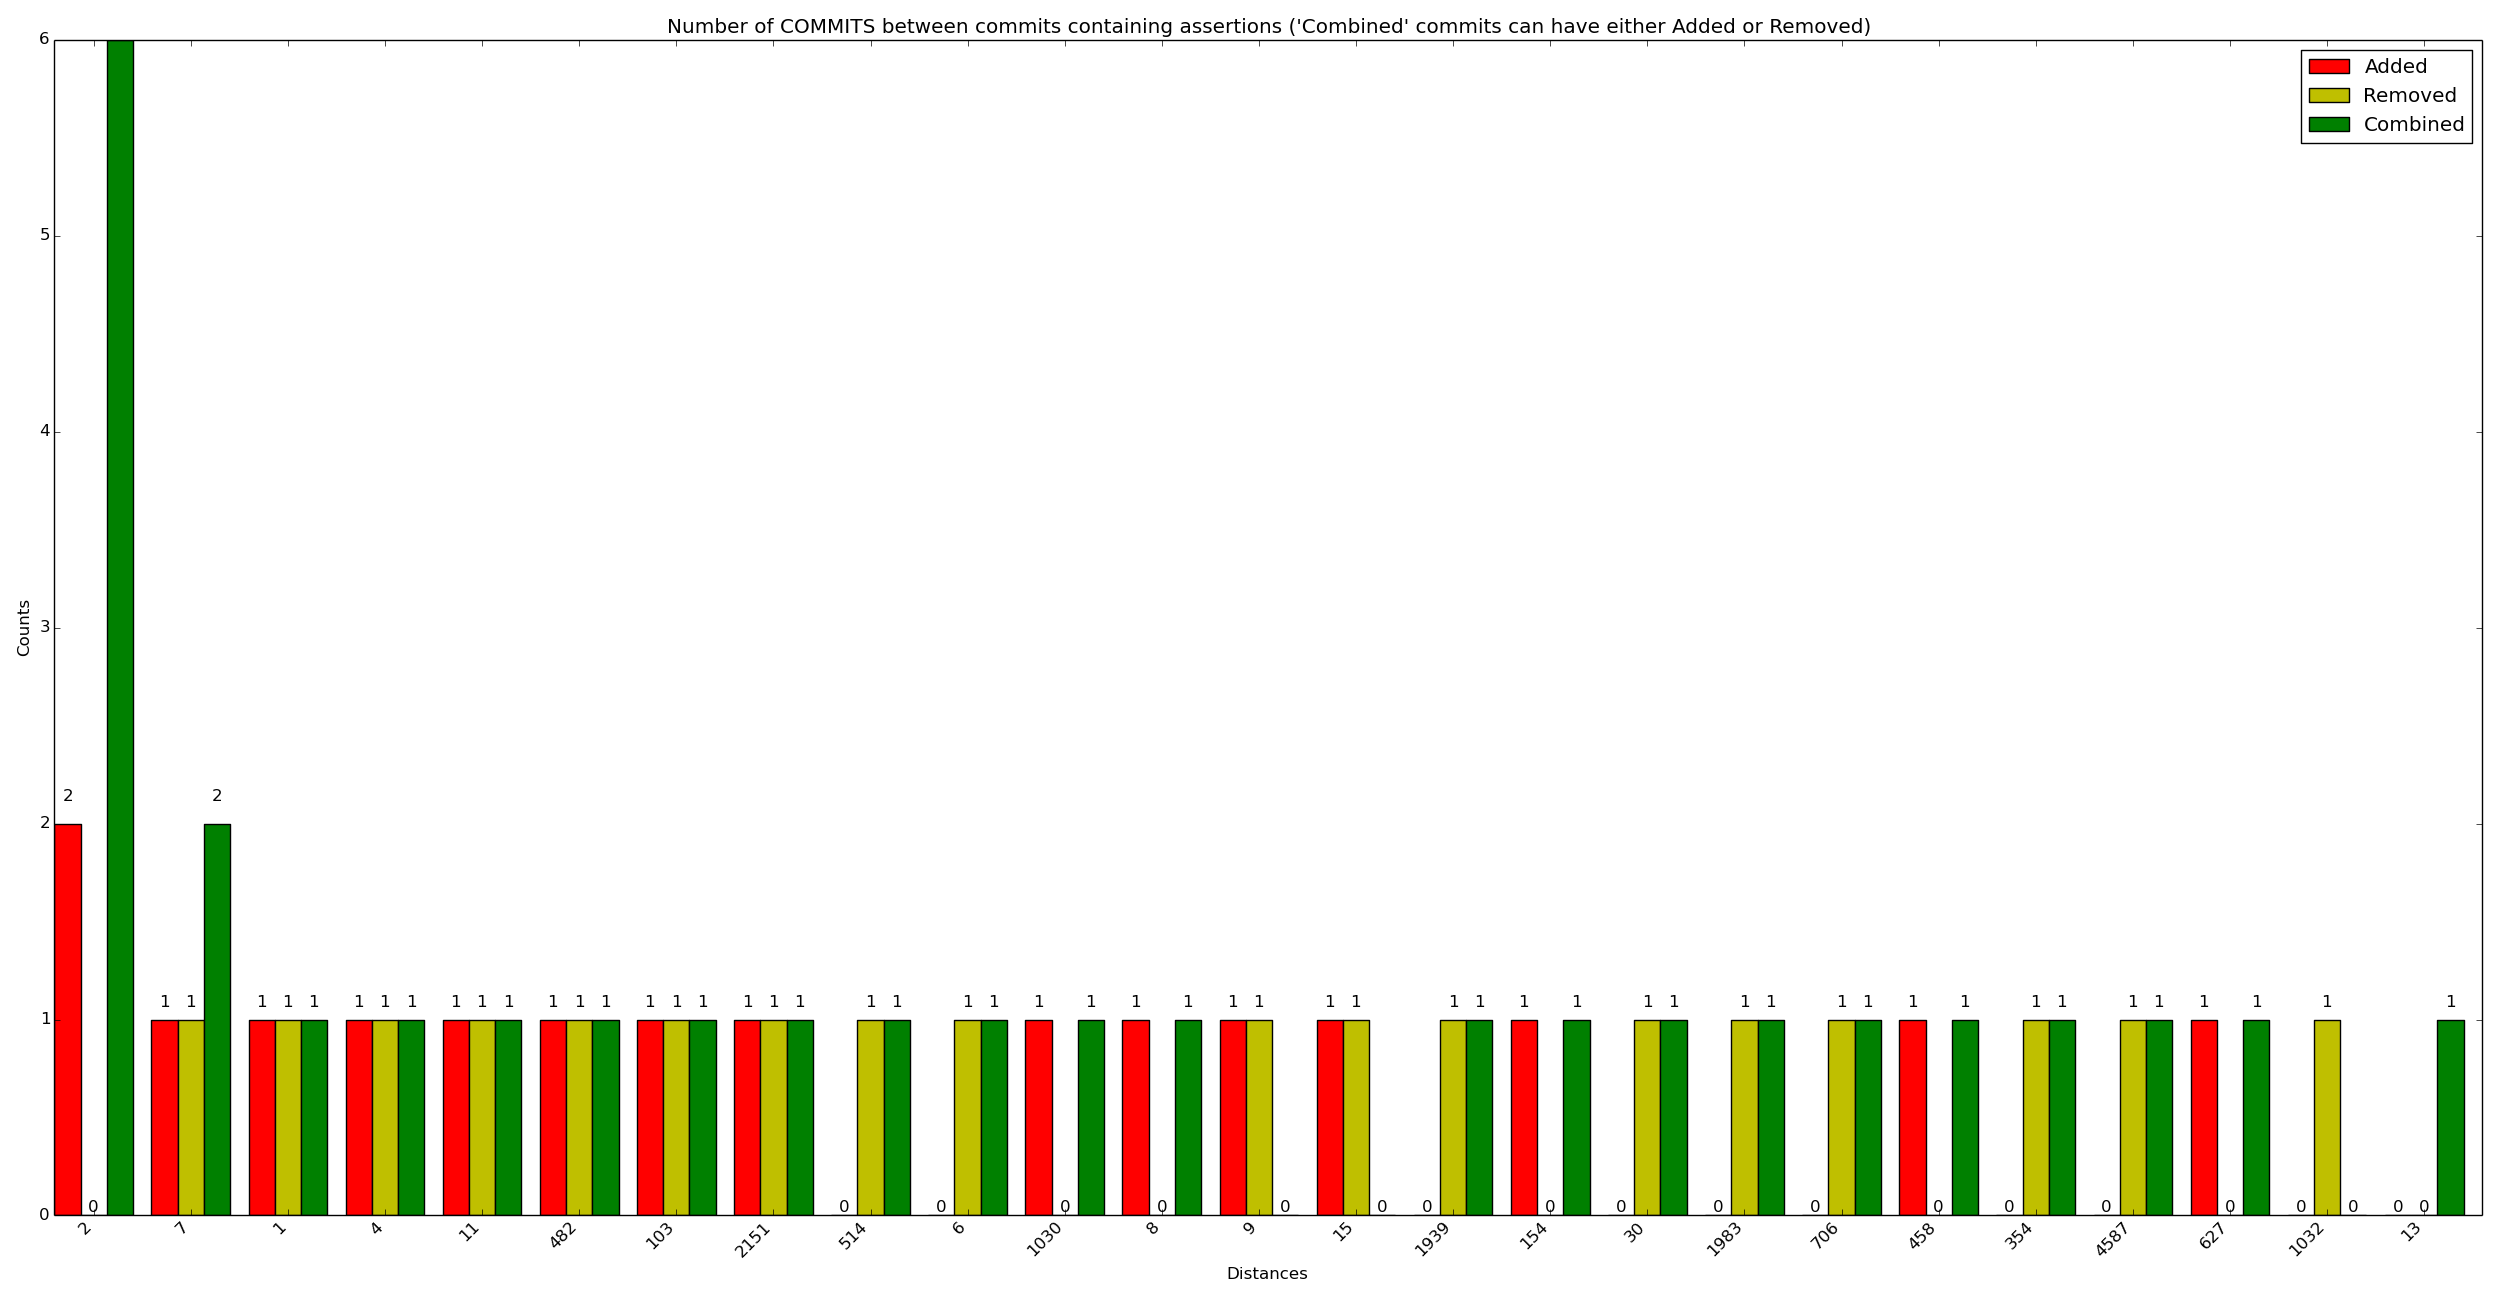 Number of COMMITS between commits containing assertions ('Combined' commits can have either Added or Removed)
Added
Removed
Combined
6
5
4
3
2
1
0
Counts
2 0
1 1 2
1 1 1
1 1 1
1 1 1
1 1 1
1 1 1
1 1 1
0 1 1
0 1 1
1 0 1
1 0 1
1 1 0
1 1 0
0 1 1
1 0 1
0 1 1
0 1 1
0 1 1
1 0 1
0 1 1
0 1 1
1 0 1
0 1 0
0 0 1
2 7 1 4 11 482 103 2151 514 6 1030 8 9 15 1939 154 30 1983 706 458 354 4587 627 1032 13
Distances